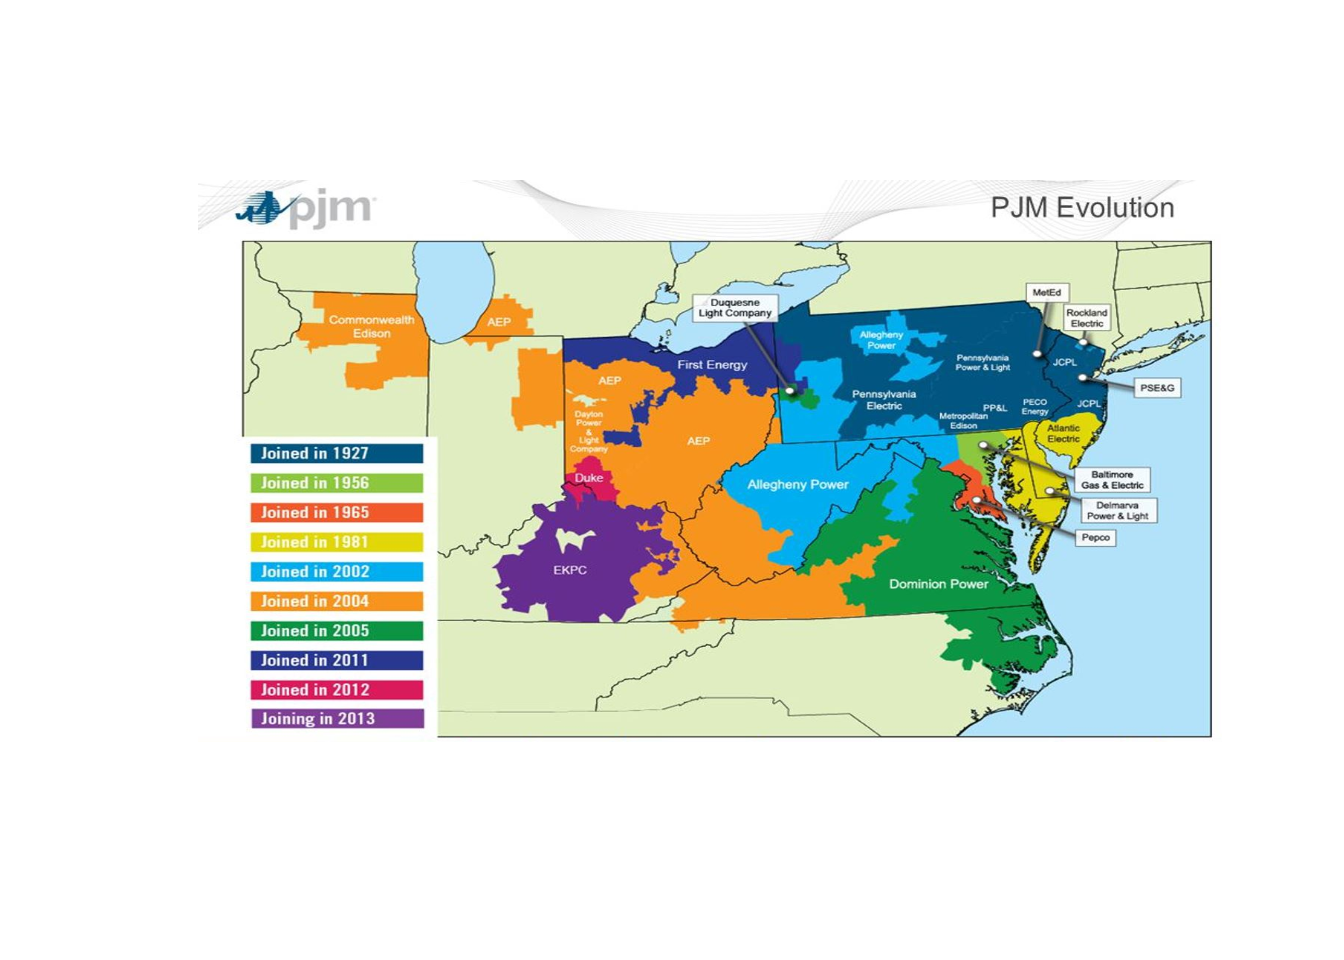 pjm
PJM Evolution
Commonwealth
Edison
AEP
Duquesne
Light Company
MetEd
Rockland
Electric
First Energy
Allegheny
Power
Pennsylvania
Power & Light
JCPL
PSE&G
AEP
Dayton
Power
&
Light
Company
AEP
Pennsylvania
Electric
PP&L
Metropolitan
Edison
PECO
Energy
JCPL
Atlantic
Electric
Duke
Allegheny Power
Baltimore
Gas & Electric
Delmarva
Power & Light
Pepco
EKPC
Dominion Power
Joined in 1927
Joined in 1956
Joined in 1965
Joined in 1981
Joined in 2002
Joined in 2004
Joined in 2005
Joined in 2011
Joined in 2012
Joining in 2013